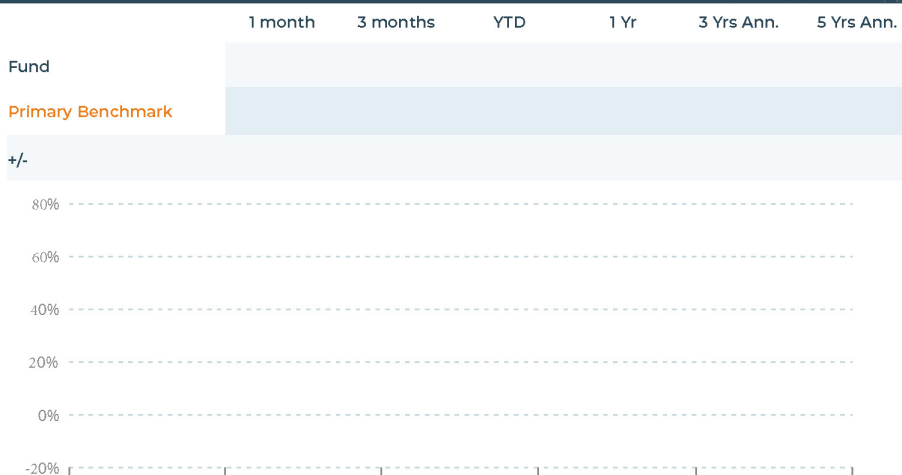 1 month 3 months YTD 1 Yr 3 Yrs Ann. 5 Yrs Ann.
Fund
Primary Benchmark
+/-
80%
60%
40%
20%
0%
-20%